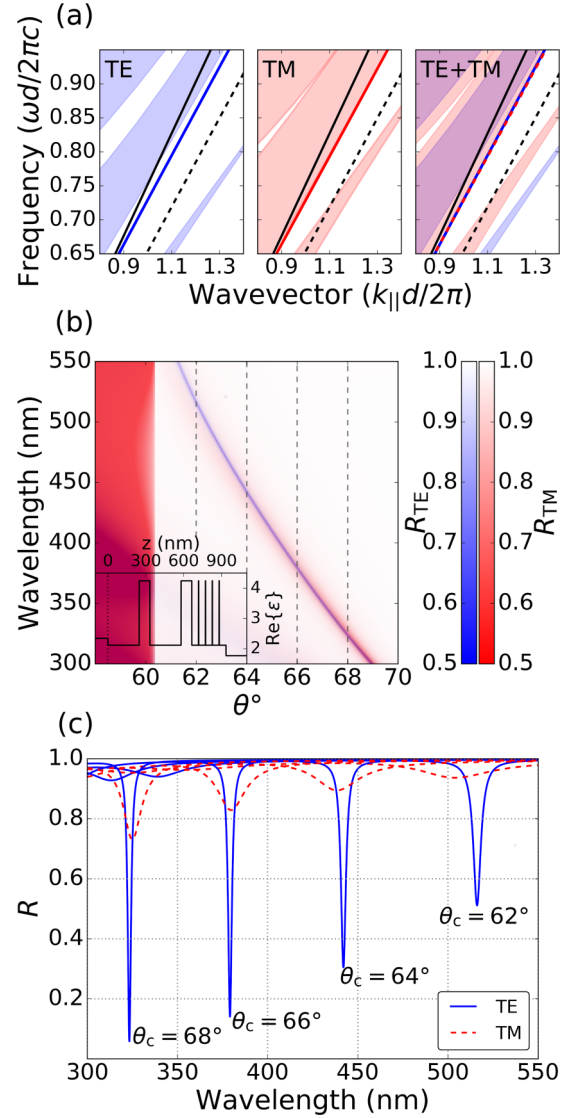 (a)
Frequency (ωd/2πc)
0.90
0.85
0.80
0.75
0.70
0.65
TE
TM
TE+TM
0.9 1.1 1.3
0.9 1.1 1.3
0.9 1.1 1.3
Wavevector (k||d/2π)
(b)
Wavelength (nm)
550
500
450
400
350
300
z (nm)
0 300 600 900
4
3
2
Re{ε}
60 62 64 66 68 70
θ°
1.0
0.9
0.8
0.7
0.6
0.5
R_TE
1.0
0.9
0.8
0.7
0.6
0.5
R_TM
(c)
R
1.0
0.8
0.6
0.4
0.2
θc = 62°
θc = 64°
θc = 66°
θc = 68°
TE
TM
300 350 400 450 500 550
Wavelength (nm)